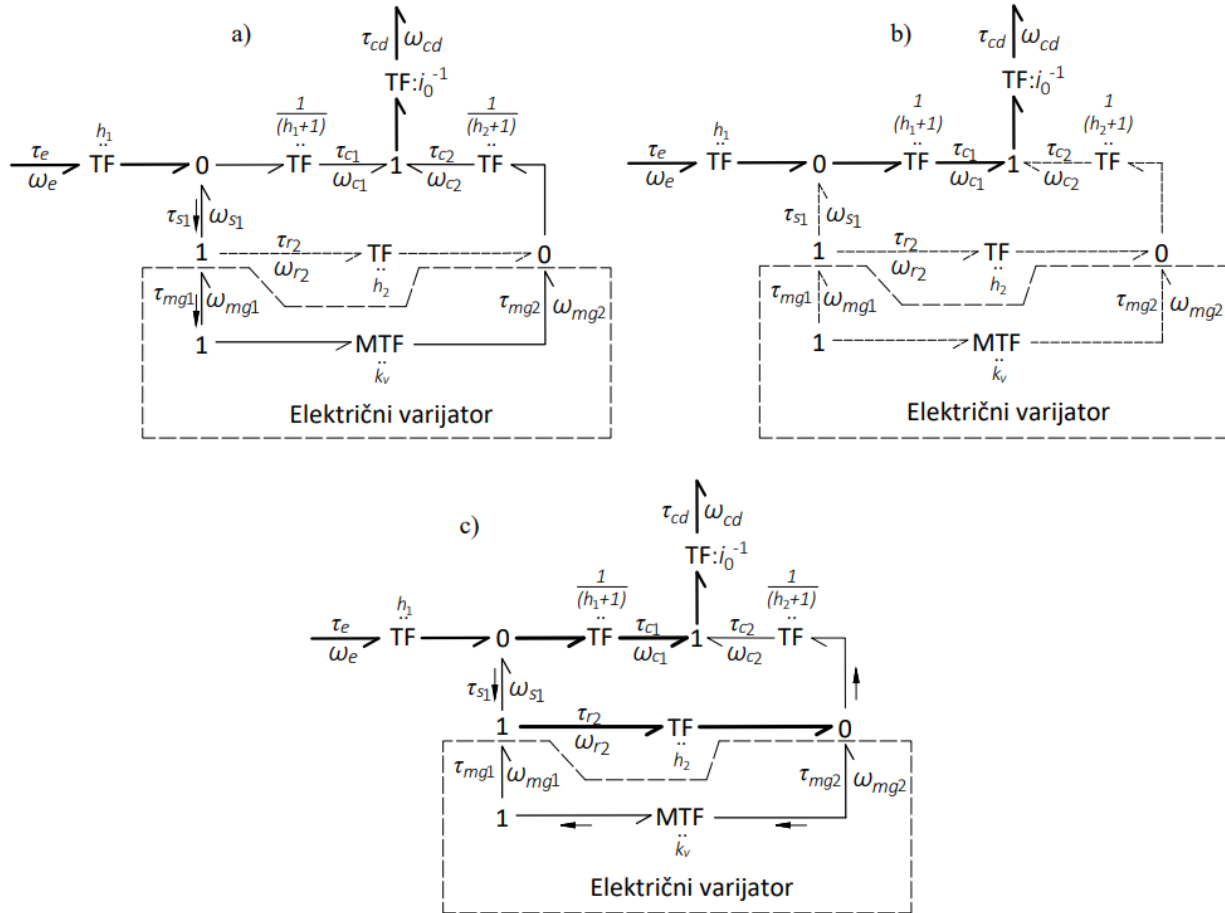 a)
τcd ωcd
TF:i0⁻¹
h1
1/(h1+1)
1/(h2+1)
τe
ωe
TF
0
TF
τc1
ωc1
1
τc2
ωc2
TF
τs1 ωs1
1
τr2
ωr2
TF
h2
0
τmg1 ωmg1
τmg2 ωmg2
1
MTF
kv
Električni varijator
b)
τcd ωcd
TF:i0⁻¹
h1
1
(h1+1)
1
(h2+1)
τe
ωe
TF
0
TF
τc1
ωc1
1
τc2
ωc2
TF
τs1 ωs1
1
τr2
ωr2
TF
h2
0
τmg1 ωmg1
τmg2 ωmg2
1
MTF
kv
Električni varijator
c)
τcd ωcd
TF:i0⁻¹
h1
1/(h1+1)
1/(h2+1)
τe
ωe
TF
0
TF
τc1
ωc1
1
τc2
ωc2
TF
τs1 ωs1
1
τr2
ωr2
TF
h2
0
τmg1 ωmg1
τmg2 ωmg2
1
MTF
kv
Električni varijator